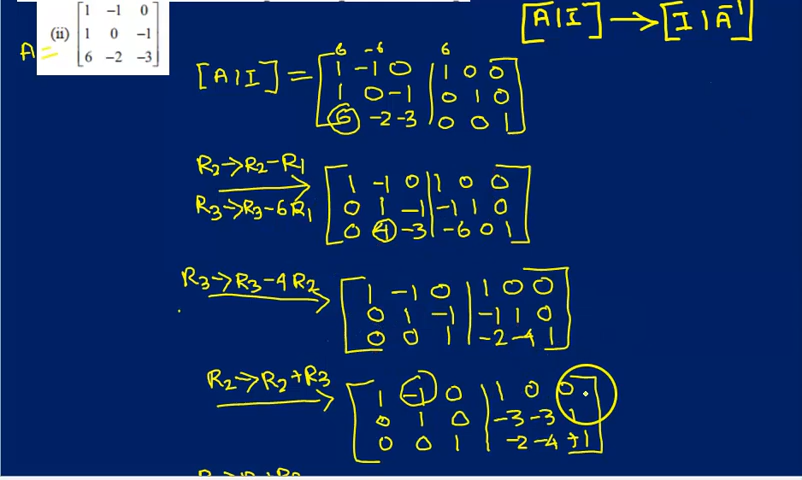 1 −1 0
(ii) 1 0 −1
6 −2 −3
A =
[A|I] → [I|A⁻¹]
6 -6 6
[A|I] = 1 -1 0 | 1 0 0
1 0 -1 | 0 1 0
6 -2 -3 | 0 0 1
R2→R2-R1
R3→R3-6R1
1 -1 0 | 1 0 0
0 1 -1 | -1 1 0
0 4 -3 | -6 0 1
R3→R3-4R2
1 -1 0 | 1 0 0
0 1 -1 | -1 1 0
0 0 1 | -2 -4 1
R2→R2+R3
1 -1 0 | 1 0 0
0 1 0 | -3 -3 1
0 0 1 | -2 -4 +1